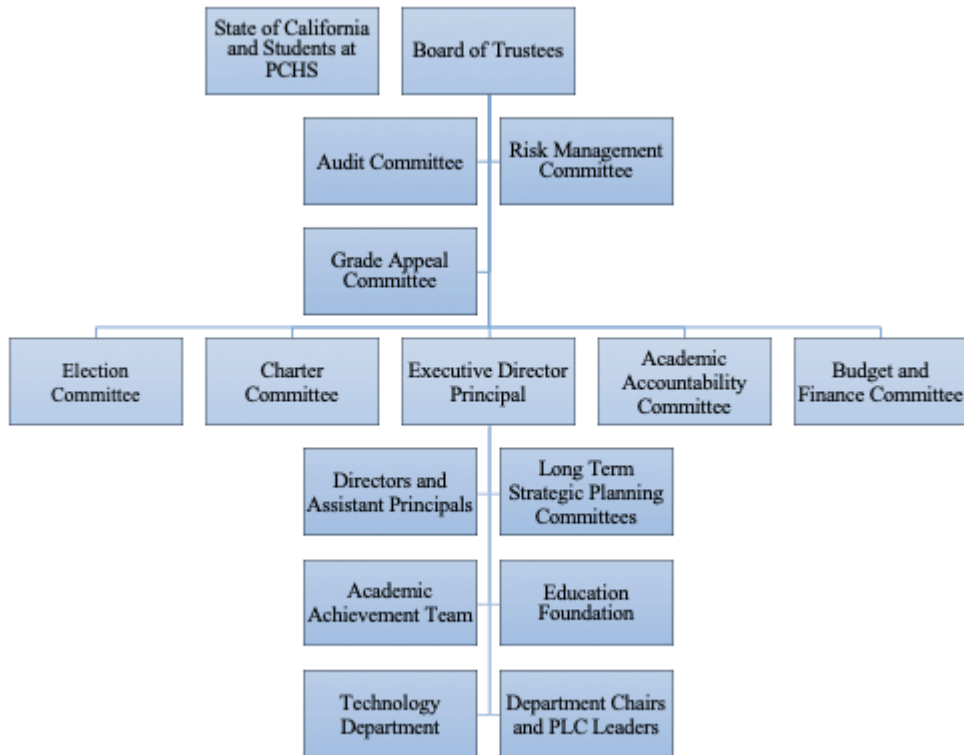 State of California
and Students at
PCHS
Board of Trustees
Audit Committee
Risk Management
Committee
Grade Appeal
Committee
Election
Committee
Charter
Committee
Executive Director
Principal
Academic
Accountability
Committee
Budget and
Finance Committee
Directors and
Assistant Principals
Long Term
Strategic Planning
Committees
Academic
Achievement Team
Education
Foundation
Technology
Department
Department Chairs
and PLC Leaders